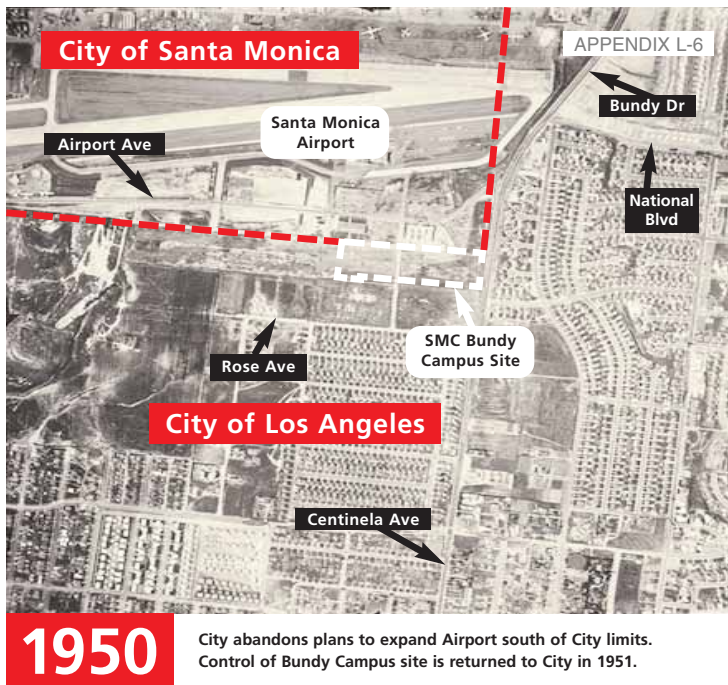 City of Santa Monica
APPENDIX L-6
Bundy Dr
Santa Monica
Airport
Airport Ave
National
Blvd
SMC Bundy
Campus Site
Rose Ave
City of Los Angeles
Centinela Ave
1950
City abandons plans to expand Airport south of City limits.
Control of Bundy Campus site is returned to City in 1951.